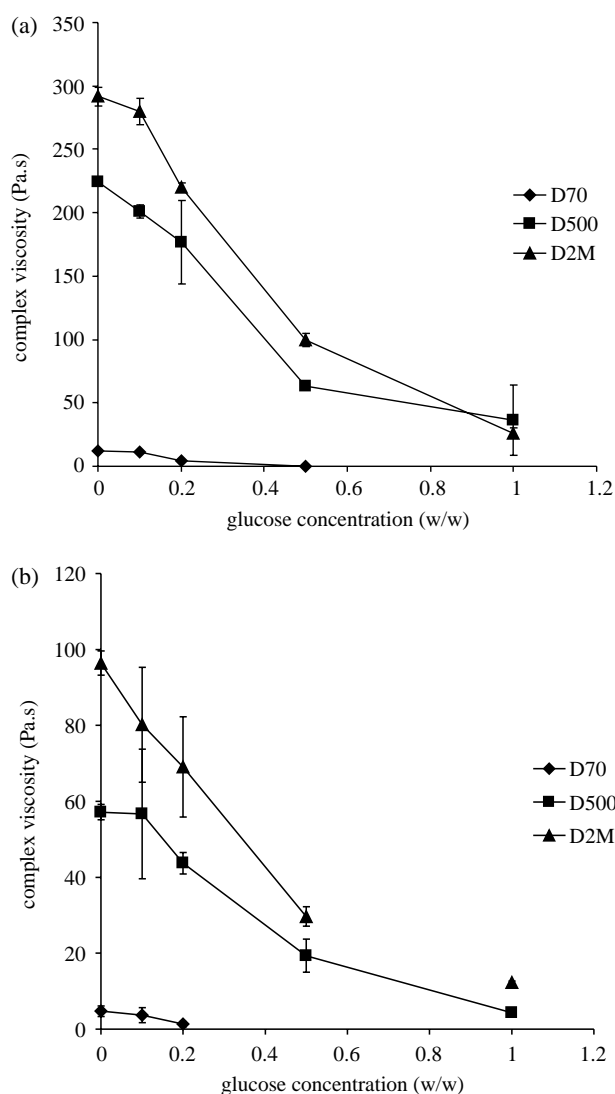 (a)
350
300
250
200
150
100
50
0
complex viscosity (Pa.s)
D70
D500
D2M
0 0.2 0.4 0.6 0.8 1 1.2
glucose concentration (w/w)
(b)
120
100
80
60
40
20
0
complex viscosity (Pa.s)
D70
D500
D2M
0 0.2 0.4 0.6 0.8 1 1.2
glucose concentration (w/w)